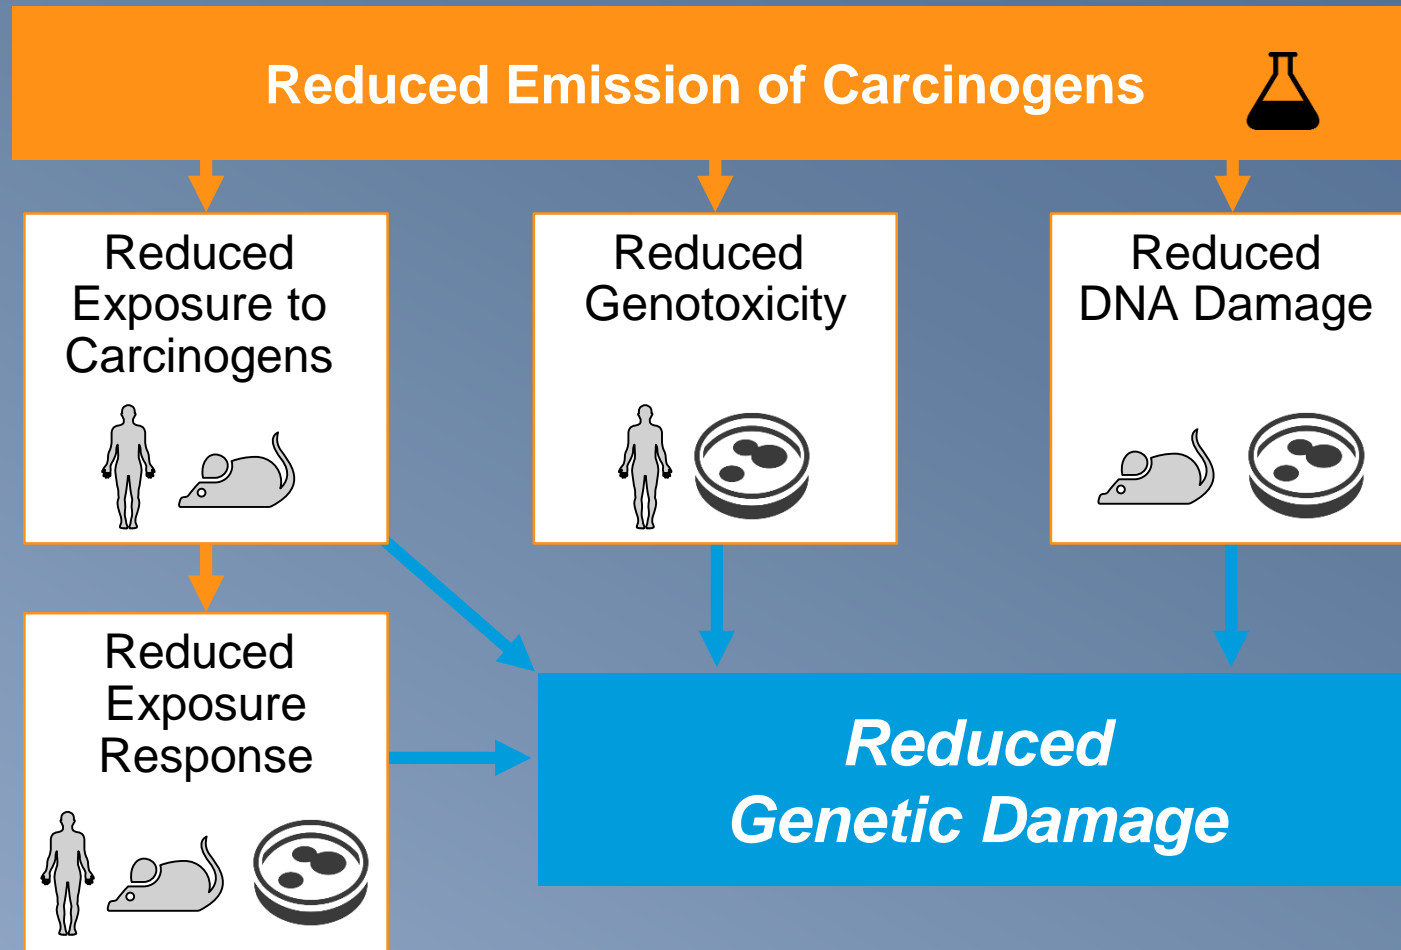 Reduced Emission of Carcinogens
Reduced
Exposure to
Carcinogens
Reduced
Genotoxicity
Reduced
DNA Damage
Reduced
Exposure
Response
Reduced
Genetic Damage